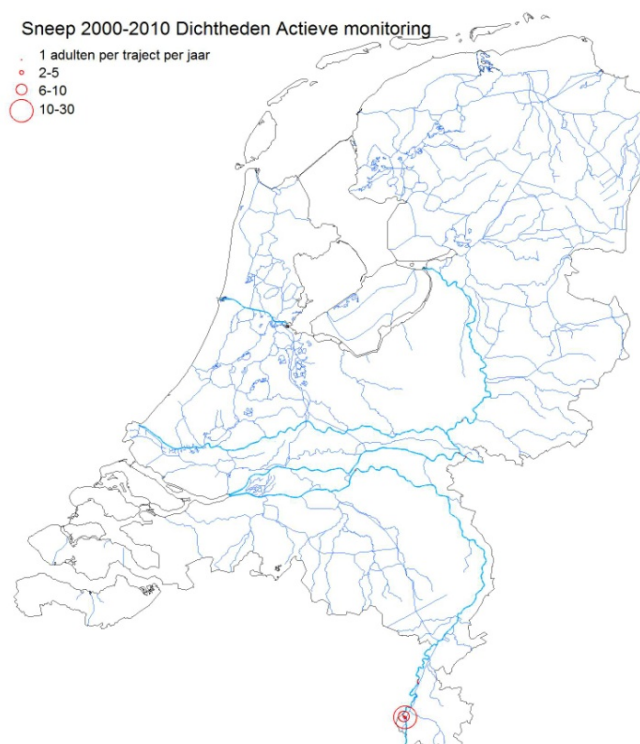 Sneep 2000-2010 Dichtheden Actieve monitoring
1 adulten per traject per jaar
2-5
6-10
10-30